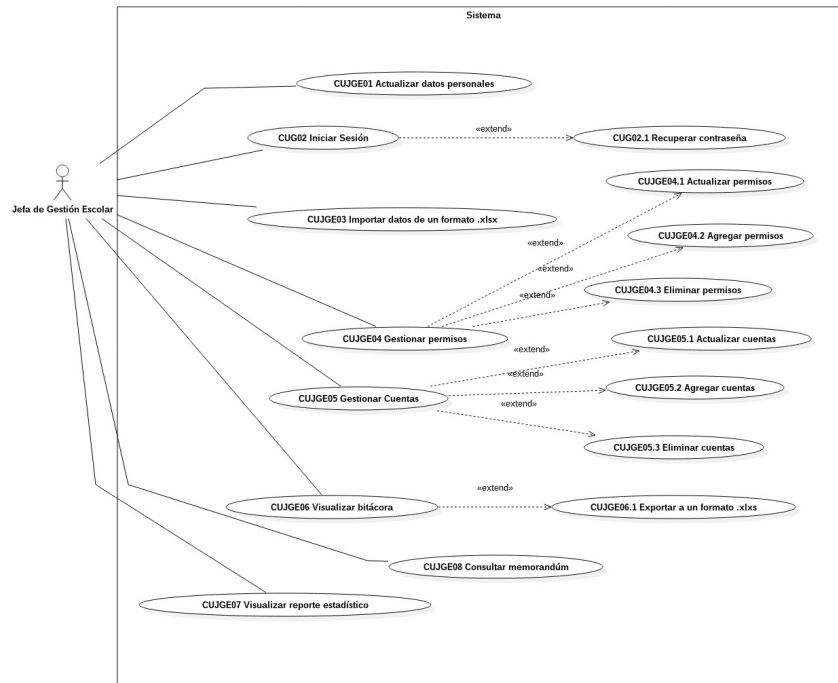 Sistema
CUJGE01 Actualizar datos personales
CUG02 Iniciar Sesión
«extend»
CUG02.1 Recuperar contraseña
Jefa de Gestión Escolar
CUJGE03 Importar datos de un formato .xlsx
CUJGE04.1 Actualizar permisos
«extend»
CUJGE04.2 Agregar permisos
«extend»
CUJGE04.3 Eliminar permisos
«extend»
CUJGE04 Gestionar permisos
CUJGE05.1 Actualizar cuentas
«extend»
CUJGE05 Gestionar Cuentas
«extend»
CUJGE05.2 Agregar cuentas
«extend»
CUJGE05.3 Eliminar cuentas
CUJGE06 Visualizar bitácora
«extend»
CUJGE06.1 Exportar a un formato .xlxs
CUJGE08 Consultar memorandúm
CUJGE07 Visualizar reporte estadístico